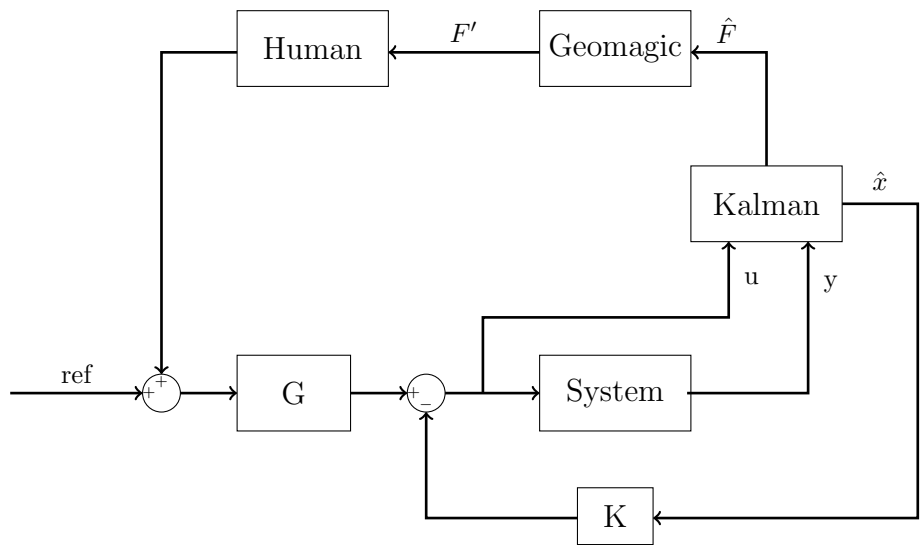 Human
F′
Geomagic
F̂
Kalman
x̂
u
y
ref
+
+
G
+
−
System
K